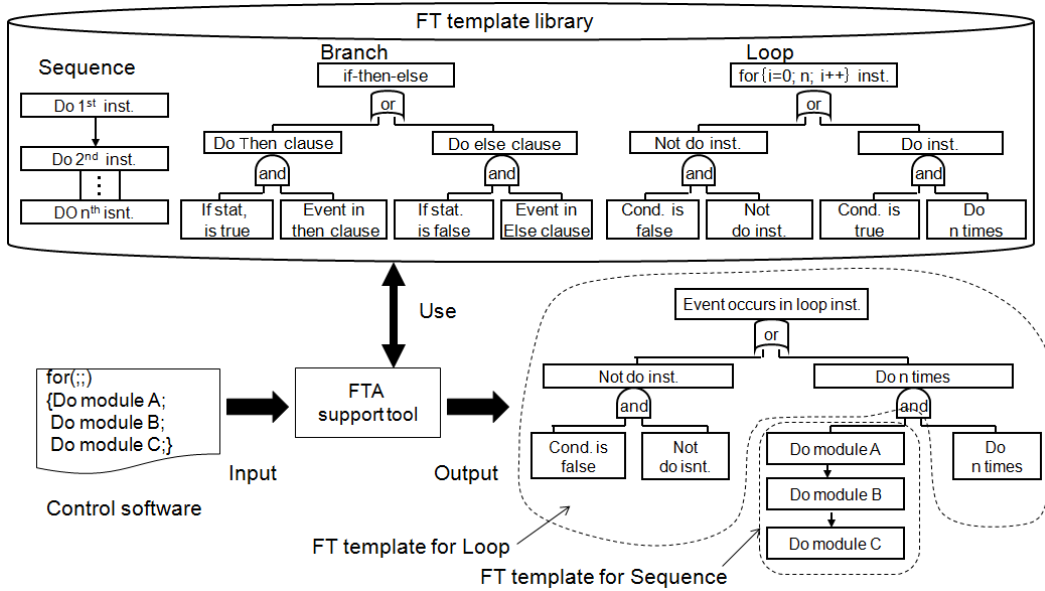 FT template library
Sequence
Do 1st inst.
Do 2nd inst.
DO nth isnt.
Branch
if-then-else
or
Do Then clause
Do else clause
and
and
If stat,
is true
Event in
then clause
If stat.
is false
Event in
Else clause
Loop
for{i=0; n; i++} inst.
or
Not do inst.
Do inst.
and
and
Cond. is
false
Not
do inst.
Cond. is
true
Do
n times
Use
for(;;)
{Do module A;
Do module B;
Do module C;}
Control software
Input
FTA
support tool
Output
Event occurs in loop inst.
or
Not do inst.
Do n times
and
and
Cond. is
false
Not
do isnt.
Do module A
Do module B
Do module C
Do
n times
FT template for Loop
FT template for Sequence